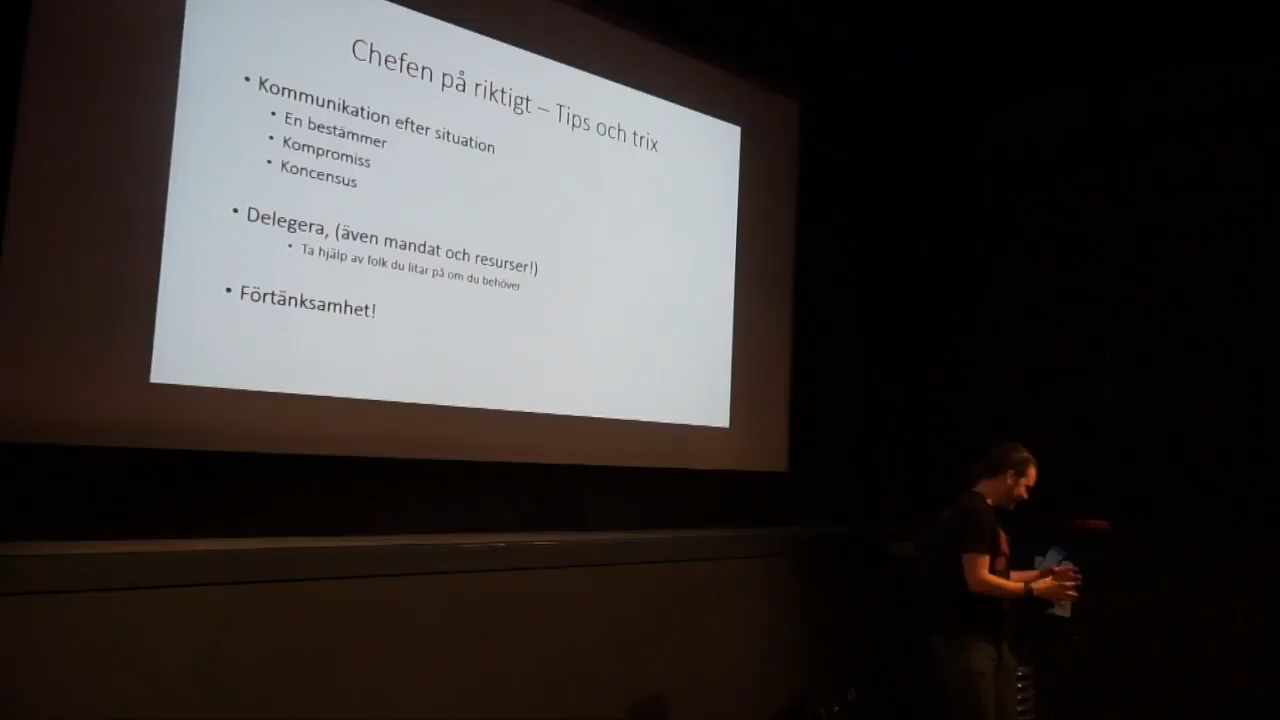 Chefen på riktigt – Tips och trix
• Kommunikation efter situation
• En bestämmer
• Kompromiss
• Koncensus
• Delegera, (även mandat och resurser!)
• Ta hjälp av folk du litar på om du behöver
• Förtänksamhet!